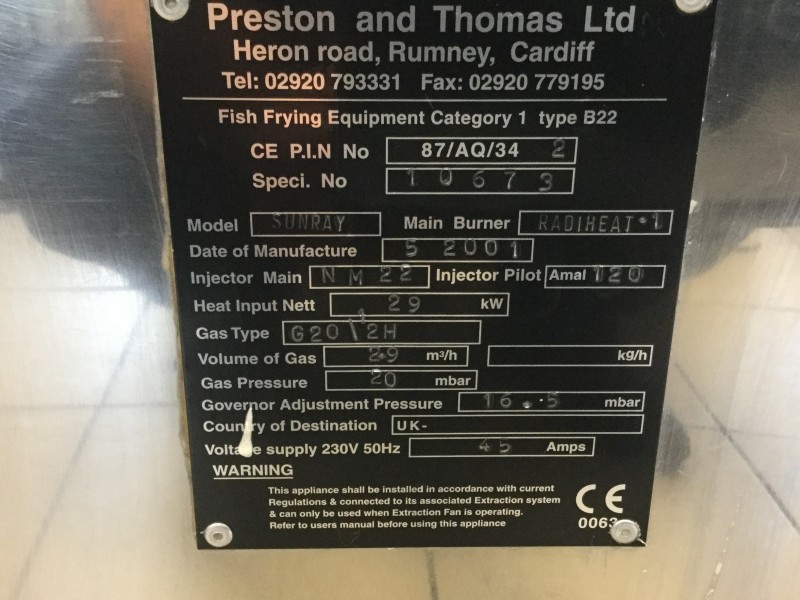 Preston and Thomas Ltd
Heron road, Rumney, Cardiff
Tel: 02920 793331 Fax: 02920 779195
Fish Frying Equipment Category 1 type B22
CE P.I.N No 87/AQ/34 2
Speci. No 10673
Model SUNRAY Main Burner RADIHEAT•1
Date of Manufacture 5 2001
Injector Main NM22 Injector Pilot Amal 120
Heat Input Nett 29 kW
Gas Type G20\2H
Volume of Gas 2.9 m³/h kg/h
Gas Pressure 20 mbar
Governor Adjustment Pressure 16.5 mbar
Country of Destination UK-
Voltage supply 230V 50Hz 45 Amps
WARNING
This appliance shall be installed in accordance with current
Regulations & connected to its associated Extraction system
& can only be used when Extraction Fan is operating.
Refer to users manual before using this appliance
CE
0063